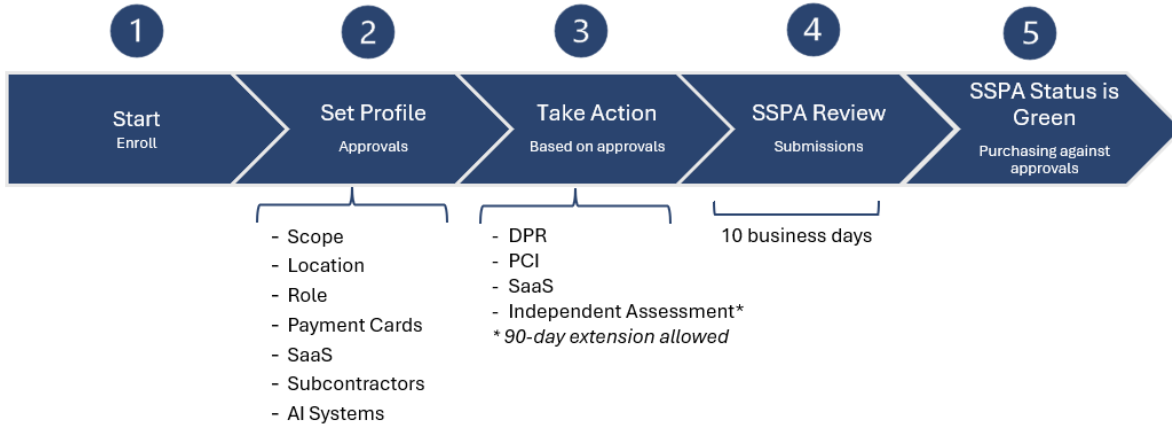 1
2
3
4
5
Start
Enroll
Set Profile
Approvals
Take Action
Based on approvals
SSPA Review
Submissions
SSPA Status is
Green
Purchasing against
approvals
- Scope
- Location
- Role
- Payment Cards
- SaaS
- Subcontractors
- AI Systems
- DPR
- PCI
- SaaS
- Independent Assessment*
* 90-day extension allowed
10 business days